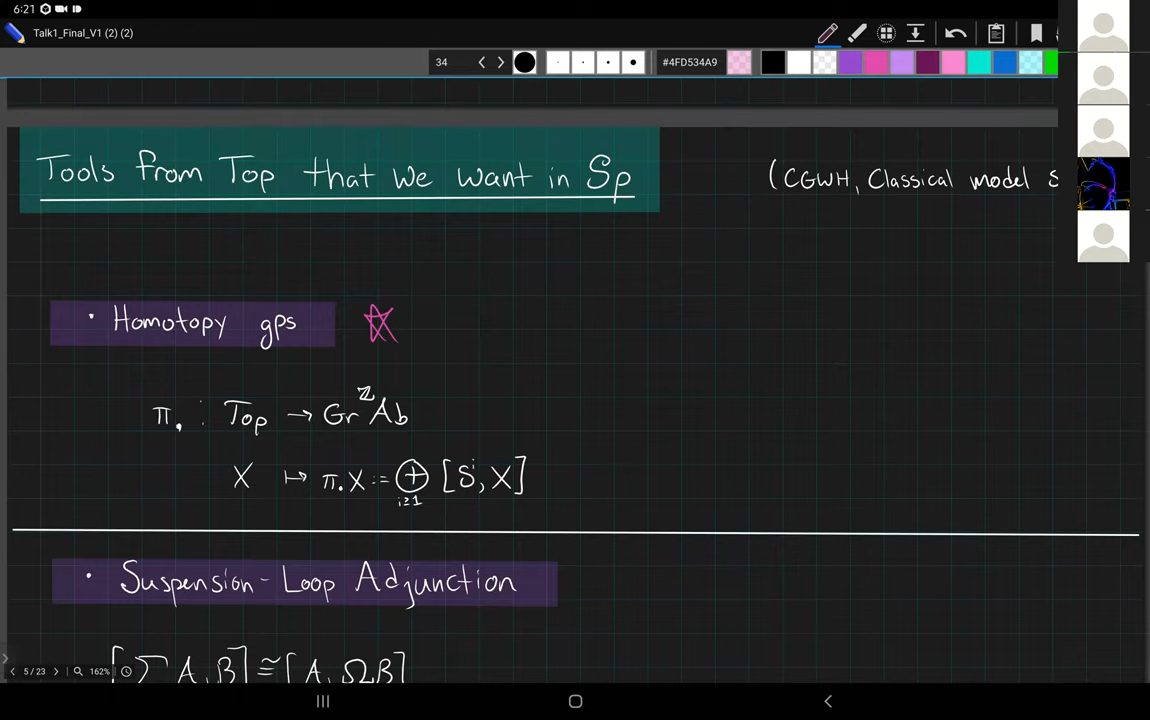 6:21
Talk1_Final_V1 (2) (2)
34
#4FD534A9
Tools from Top that we want in Sp
(CGWH, Classical model s
• Homotopy gps
π. : Top → Gr^ℤ Ab
X ↦ π.X := ⊕_{i≥1} [S^i, X]
• Suspension-Loop Adjunction
[ΣA, B] ≅ [A, ΩB]
5 / 23
162%